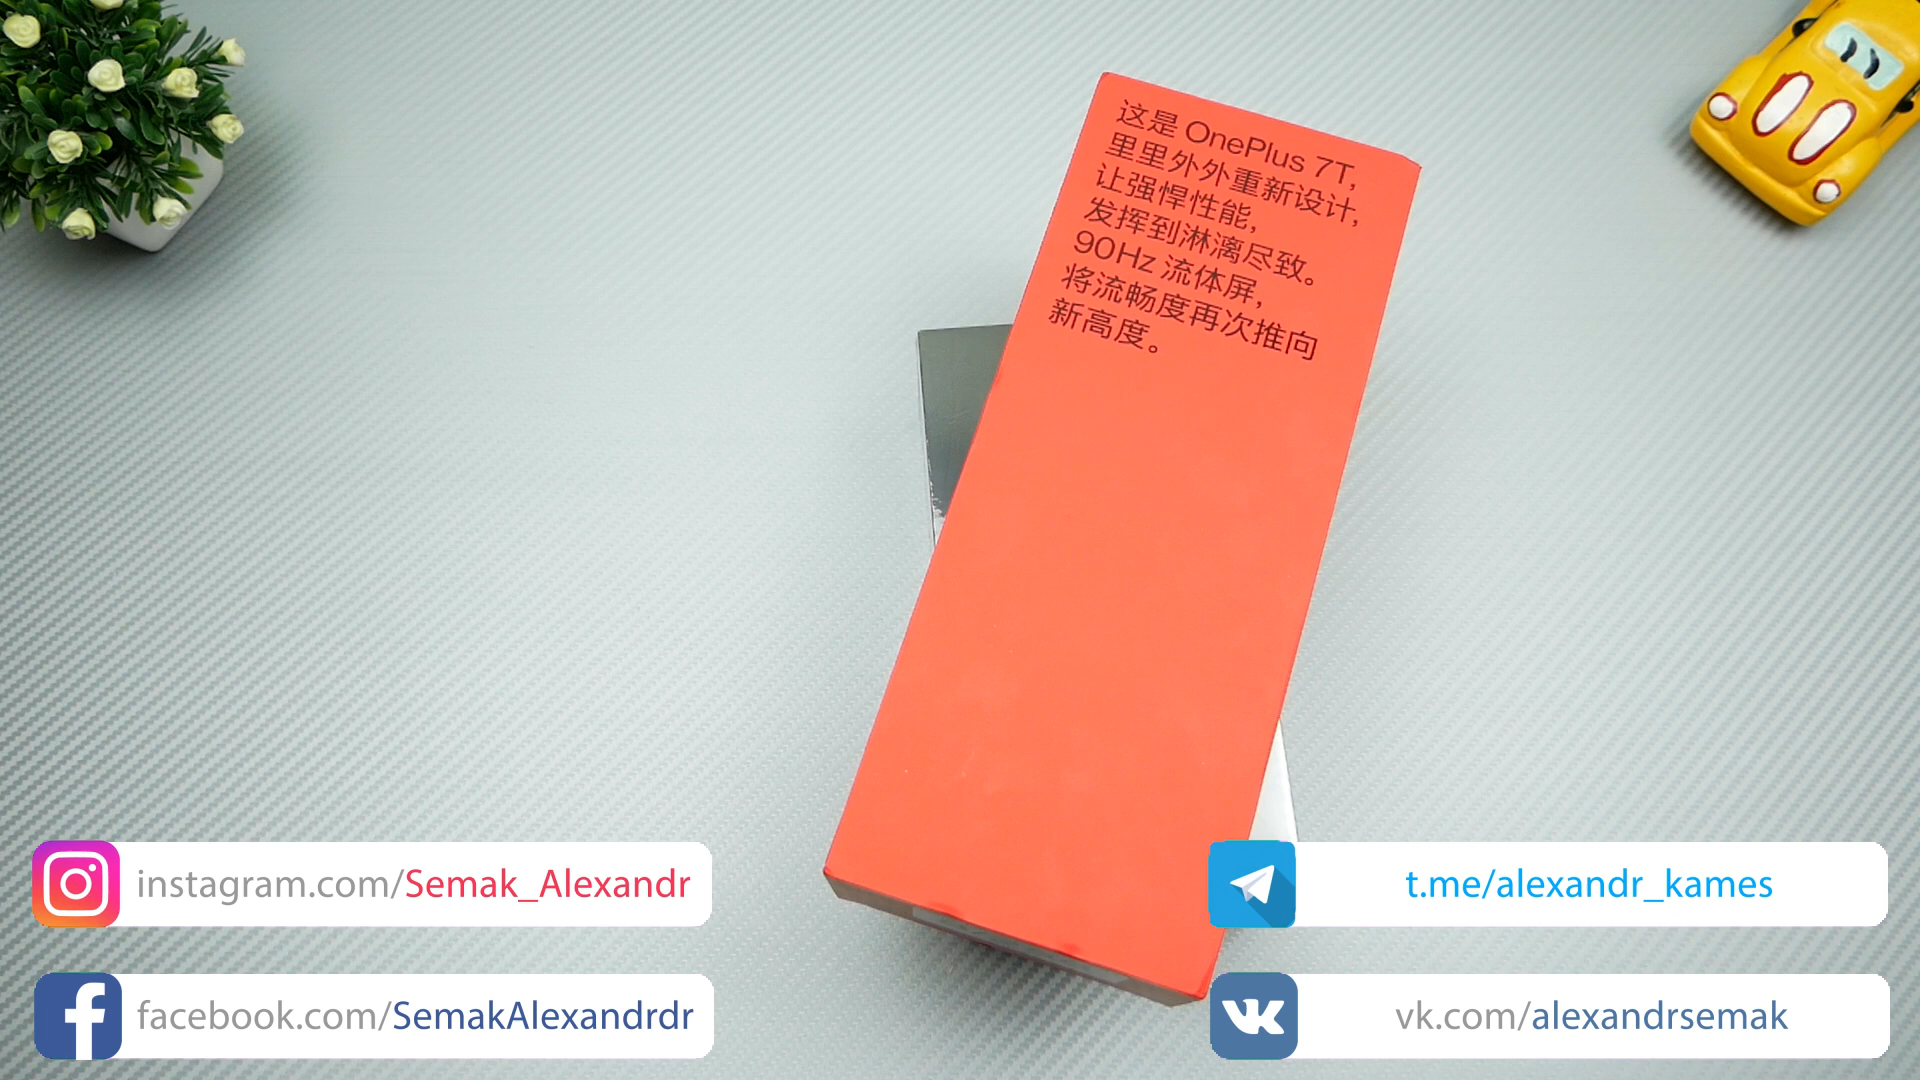 这是 OnePlus 7T,
里里外外重新设计,
让强悍性能,
发挥到淋漓尽致。
90Hz 流体屏,
将流畅度再次推向
新高度。
instagram.com/Semak_Alexandr
t.me/alexandr_kames
facebook.com/SemakAlexandrdr
vk.com/alexandrsemak